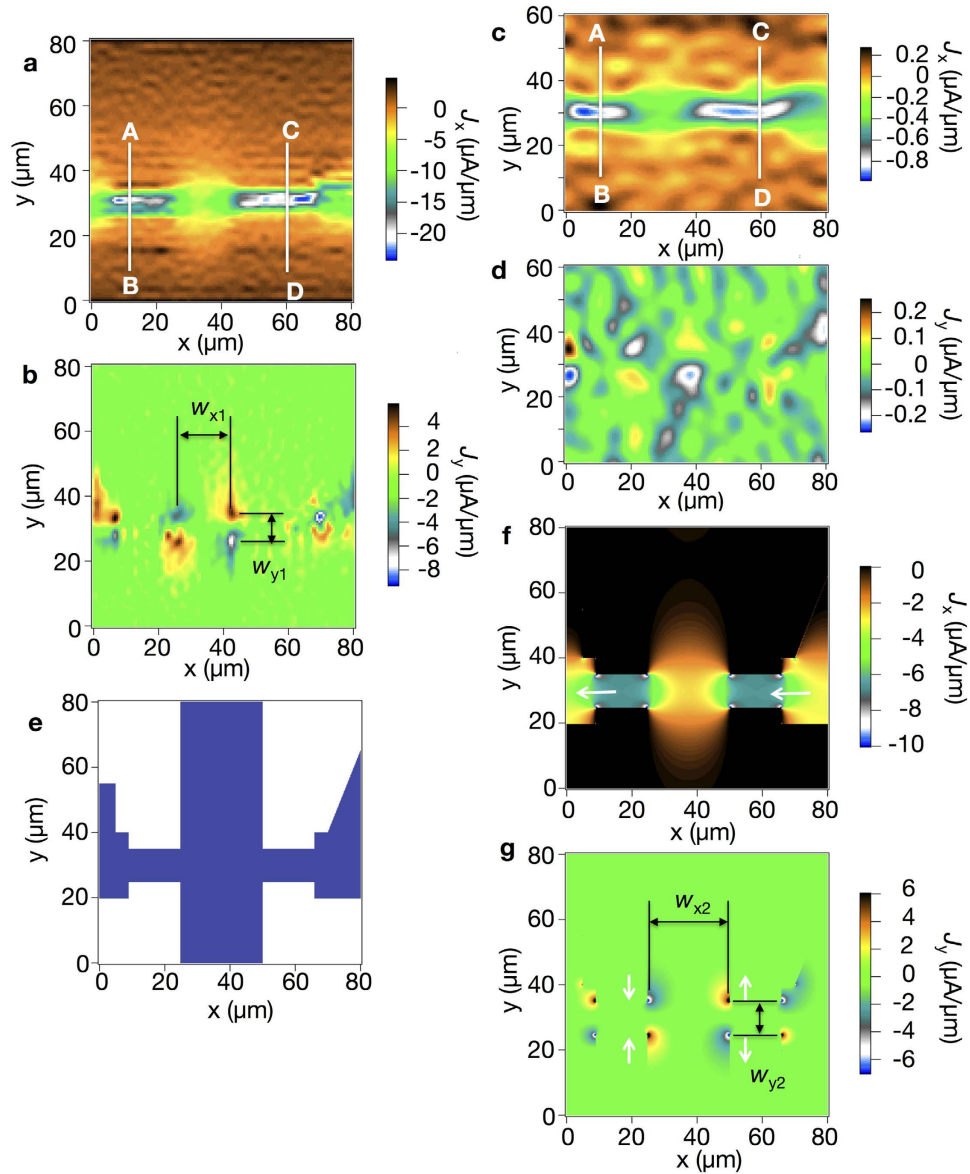 a
80
60
40
20
0
y (µm)
A
C
B
D
0 20 40 60 80
x (µm)
0
-5
-10
-15
-20
Jx (µA/µm)
c
60
40
20
0
y (µm)
A
C
B
D
0 20 40 60 80
x (µm)
0.2
0
-0.2
-0.4
-0.6
-0.8
Jx (µA/µm)
b
80
60
40
20
0
y (µm)
wx1
wy1
0 20 40 60 80
x (µm)
4
2
0
-2
-4
-6
-8
Jy (µA/µm)
d
60
40
20
0
y (µm)
0 20 40 60 80
x (µm)
0.2
0.1
0
-0.1
-0.2
Jy (µA/µm)
e
80
60
40
20
0
y (µm)
0 20 40 60 80
x (µm)
f
80
60
40
20
0
y (µm)
0 20 40 60 80
x (µm)
0
-2
-4
-6
-8
-10
Jx (µA/µm)
g
80
60
40
20
0
y (µm)
wx2
wy2
0 20 40 60 80
x (µm)
6
4
2
0
-2
-4
-6
Jy (µA/µm)